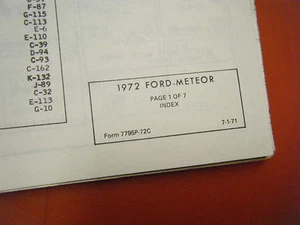 F-87
G-115
C-113
E-6
E-110
C-39
D-94
C-93
C-162
K-132
J-89
C-32
E-113
G-10
1972 FORD-METEOR
PAGE 1 OF 7
INDEX
Form 7795P-72C 7-1-71